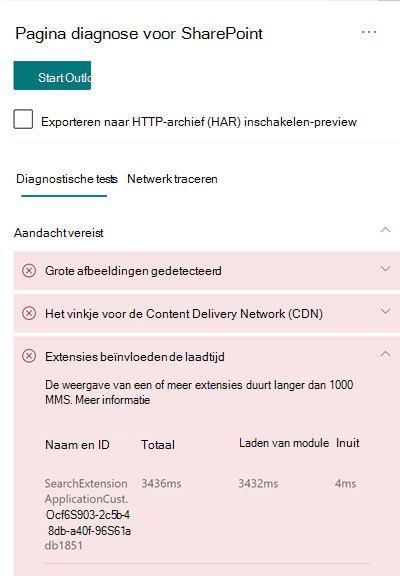 Pagina diagnose voor SharePoint
Start Outlo
Exporteren naar HTTP-archief (HAR) inschakelen-preview
Diagnostische tests Netwerk traceren
Aandacht vereist
Grote afbeeldingen gedetecteerd
Het vinkje voor de Content Delivery Network (CDN)
Extensies beïnvloeden de laadtijd
De weergave van een of meer extensies duurt langer dan 1000
MMS. Meer informatie
Naam en ID Totaal Laden van module Inuit
SearchExtension 3436ms 3432ms 4ms
ApplicationCust.
Ocf6S903-2c5b-4
8db-a40f-96S61a
db1851